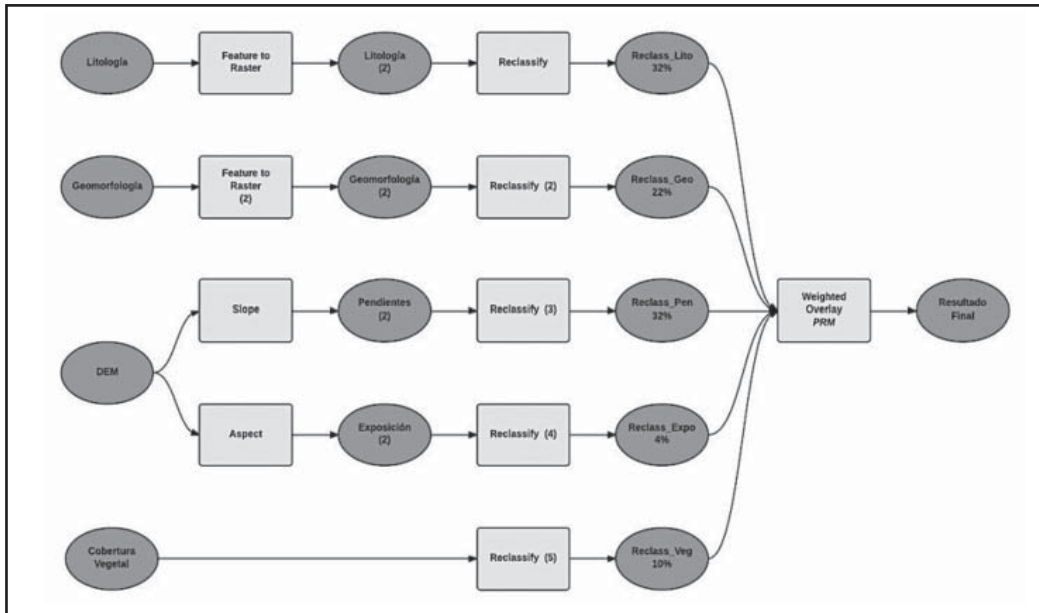 Litología
Feature to
Raster
Litología
(2)
Reclassify
Reclass_Lito
32%
Geomorfología
Feature to
Raster
(2)
Geomorfología
(2)
Reclassify (2)
Reclass_Geo
22%
Slope
Pendientes
(2)
Reclassify (3)
Reclass_Pen
32%
Weighted
Overlay
PRM
Resultado
Final
DEM
Aspect
Exposición
(2)
Reclassify (4)
Reclass_Expo
4%
Cobertura
Vegetal
Reclassify (5)
Reclass_Veg
10%